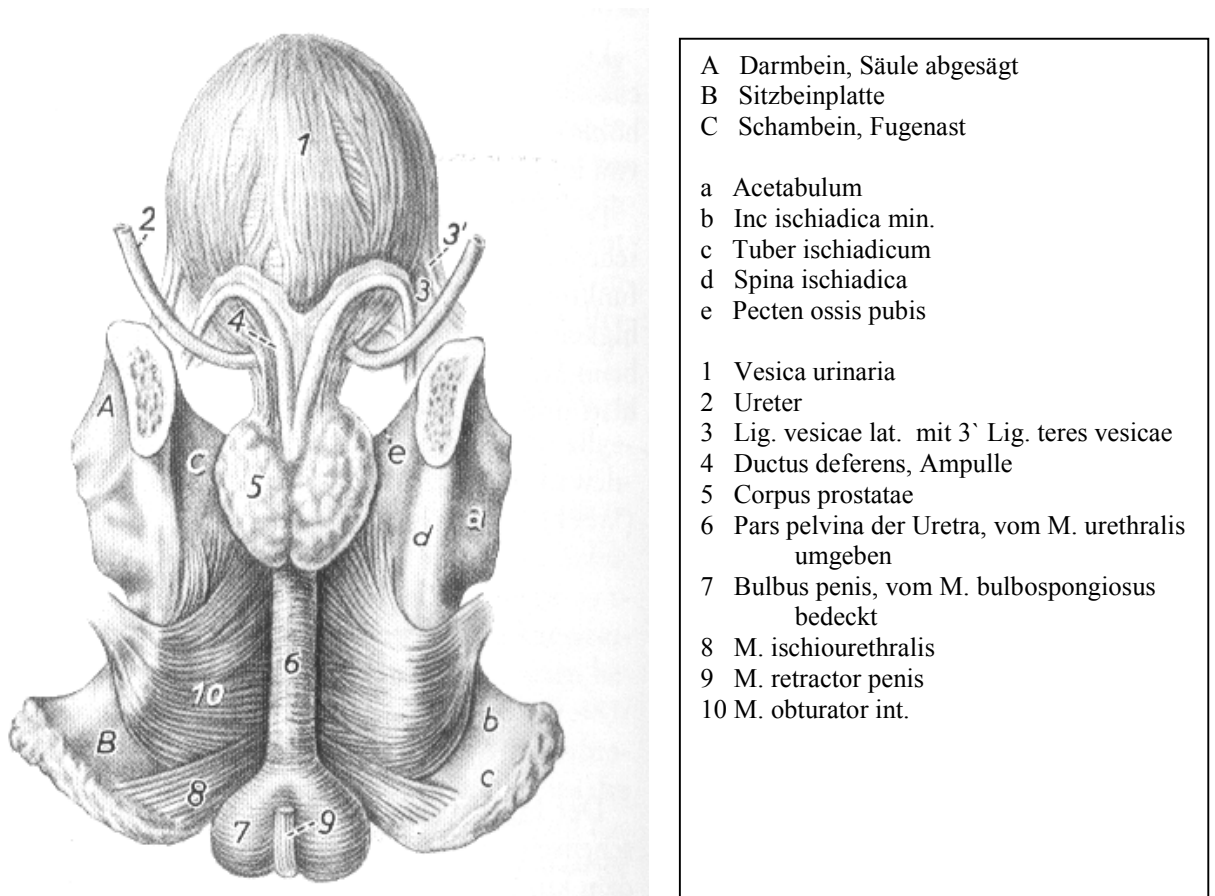 1
2
3'
3
4
A
C
e
5
a
d
6
10
b
B
c
8
7
9
A Darmbein, Säule abgesägt
B Sitzbeinplatte
C Schambein, Fugenast
a Acetabulum
b Inc ischiadica min.
c Tuber ischiadicum
d Spina ischiadica
e Pecten ossis pubis
1 Vesica urinaria
2 Ureter
3 Lig. vesicae lat. mit 3` Lig. teres vesicae
4 Ductus deferens, Ampulle
5 Corpus prostatae
6 Pars pelvina der Uretra, vom M. urethralis
umgeben
7 Bulbus penis, vom M. bulbospongiosus
bedeckt
8 M. ischiourethralis
9 M. retractor penis
10 M. obturator int.